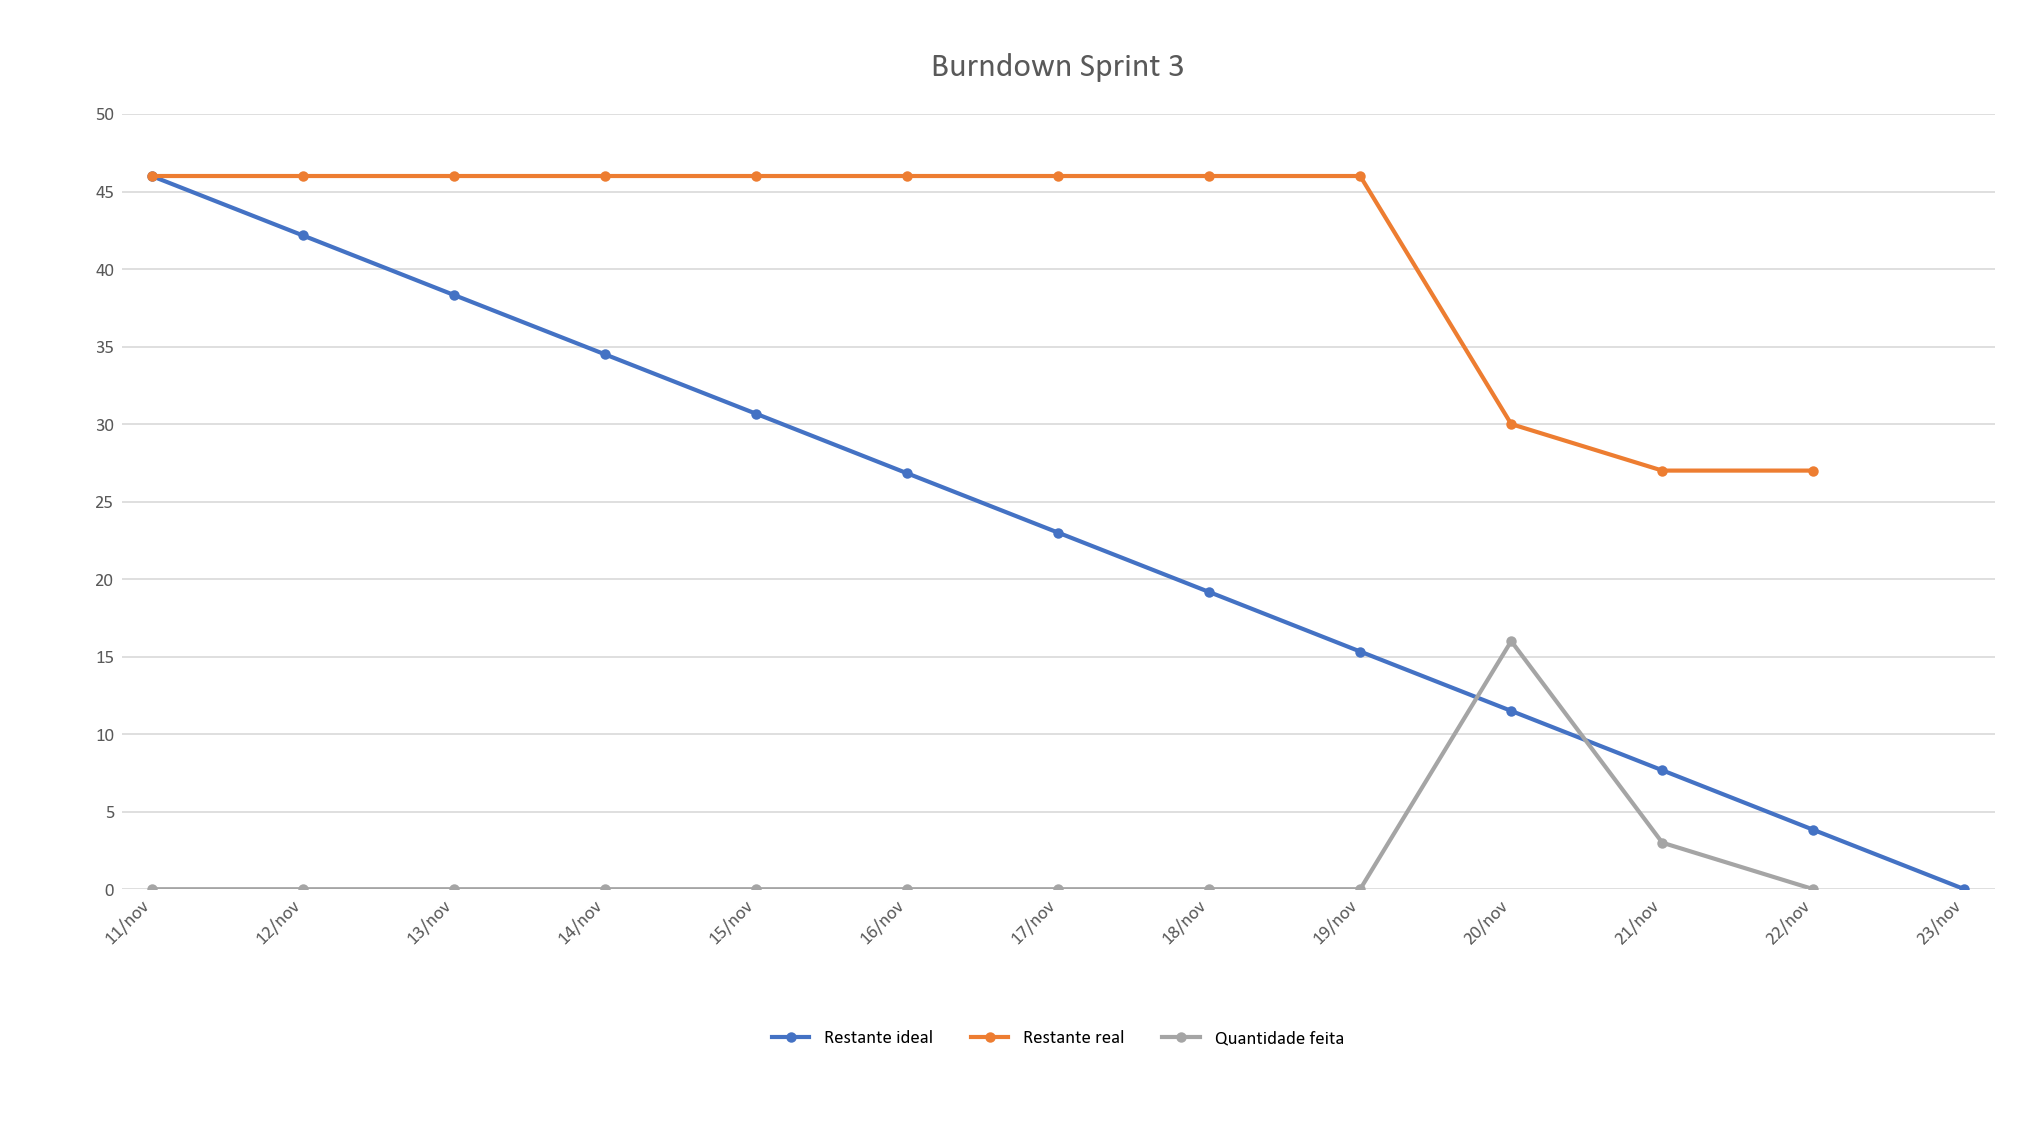 Burndown Sprint 3
50
45
40
35
30
25
20
15
10
5
0
11/nov
12/nov
13/nov
14/nov
15/nov
16/nov
17/nov
18/nov
19/nov
20/nov
21/nov
22/nov
23/nov
Restante ideal
Restante real
Quantidade feita